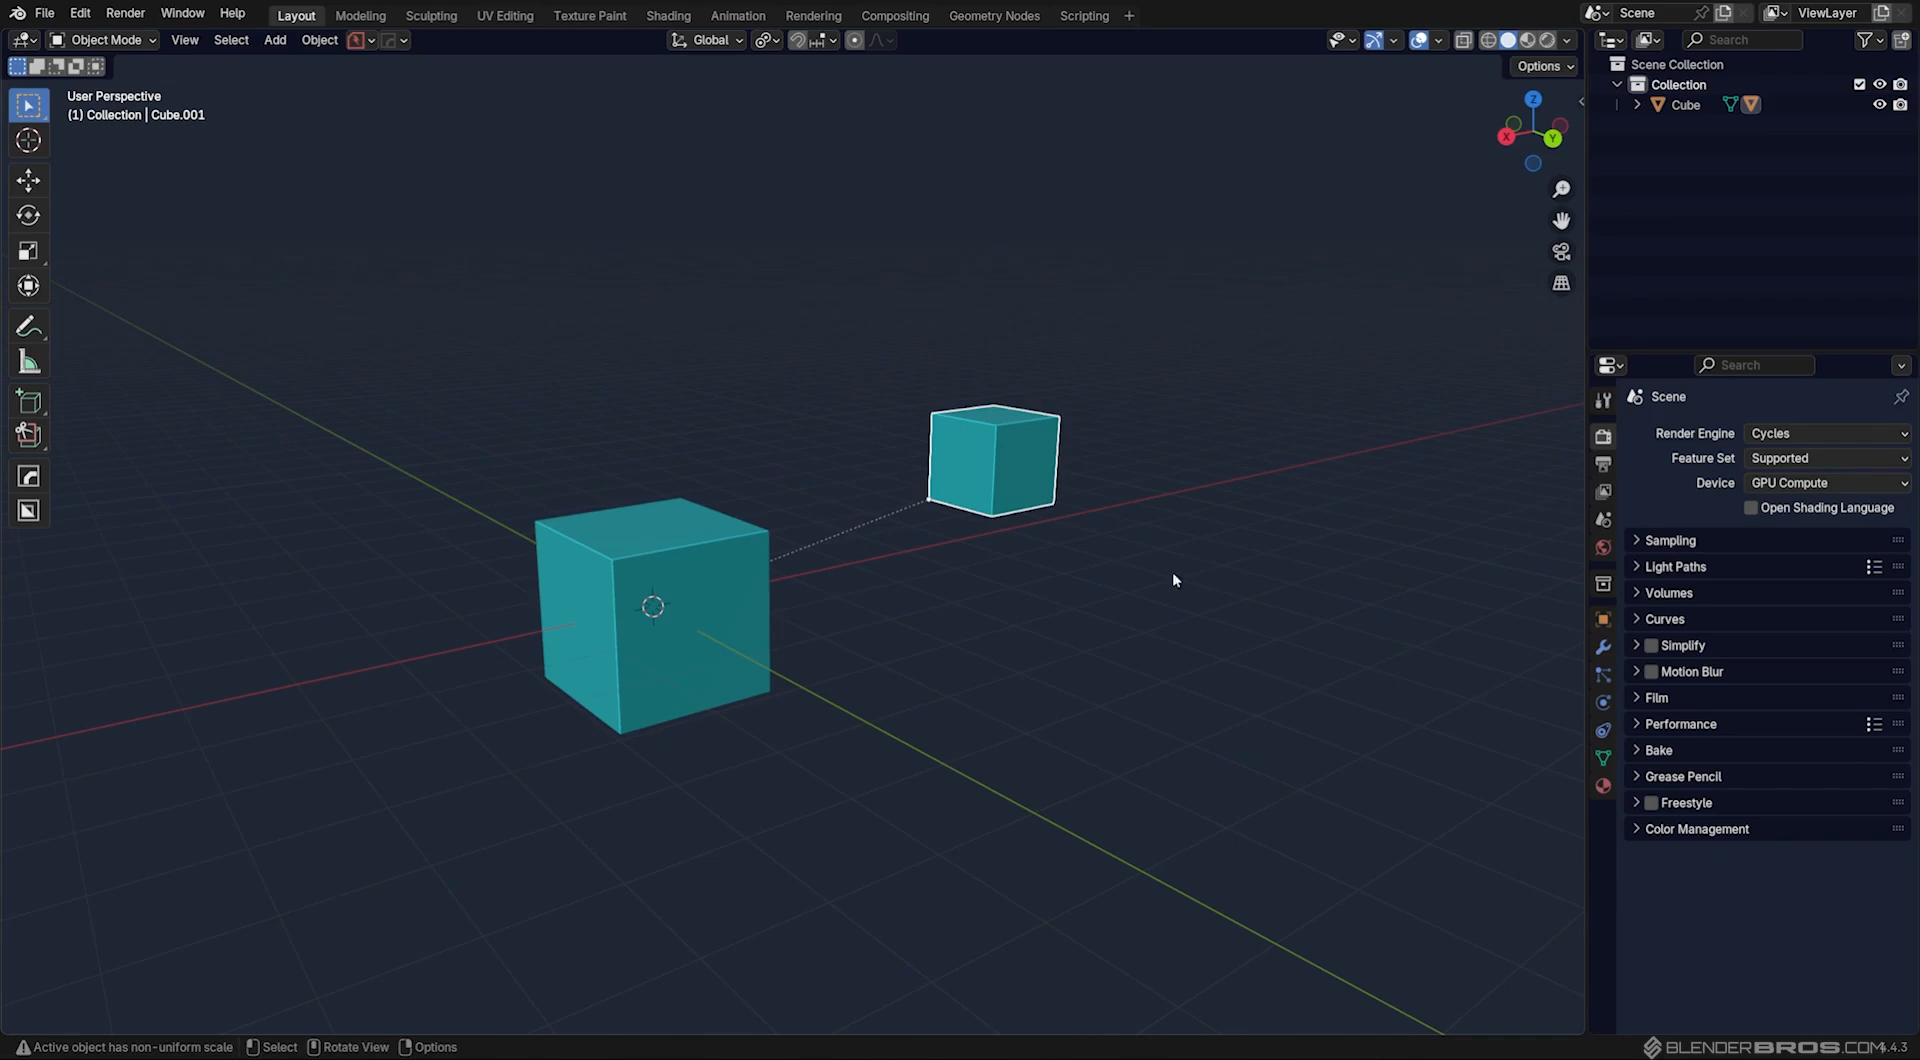 File Edit Render Window Help Layout Modeling Sculpting UV Editing Texture Paint Shading Animation Rendering Compositing Geometry Nodes Scripting + Scene ViewLayer
Object Mode View Select Add Object Global Search
Options
User Perspective
(1) Collection | Cube.001
Z
X
Y
Scene Collection
Collection
Cube
Search
Scene
Render Engine Cycles
Feature Set Supported
Device GPU Compute
Open Shading Language
Sampling
Light Paths
Volumes
Curves
Simplify
Motion Blur
Film
Performance
Bake
Grease Pencil
Freestyle
Color Management
Active object has non-uniform scale Select Rotate View Options BLENDERBROS.COM 4.4.3